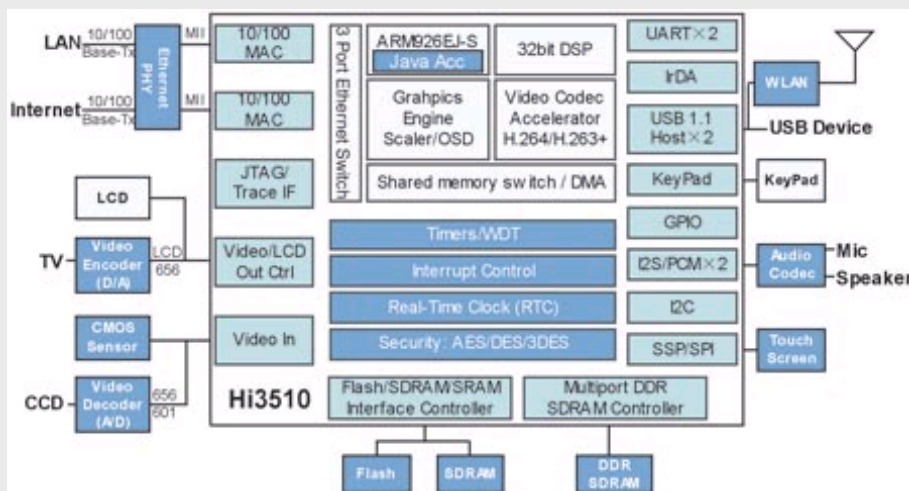 LAN
10/100
Base-Tx
Internet
10/100
Base-Tx
Ethernet
PHY
MII
MII
10/100
MAC
10/100
MAC
JTAG/
Trace IF
LCD
TV
Video
Encoder
(D/A)
LCD
656
Video/LCD
Out Ctrl
CMOS
Sensor
CCD
Video
Decoder
(A/D)
656
601
Video In
Hi3510
3 Port Ethernet Switch
ARM926EJ-S
Java Acc
32bit DSP
Grahpics
Engine
Scaler/OSD
Video Codec
Accelerator
H.264/H.263+
Shared memory switch / DMA
Timers/WDT
Interrupt Control
Real-Time Clock (RTC)
Security: AES/DES/3DES
Flash/SDRAM/SRAM
Interface Controller
Multiport DDR
SDRAM Controller
Flash
SDRAM
DDR
SDRAM
UART×2
IrDA
USB 1.1
Host×2
KeyPad
GPIO
I2S/PCM×2
I2C
SSP/SPI
WLAN
USB Device
KeyPad
Audio
Codec
Mic
Speaker
Touch
Screen